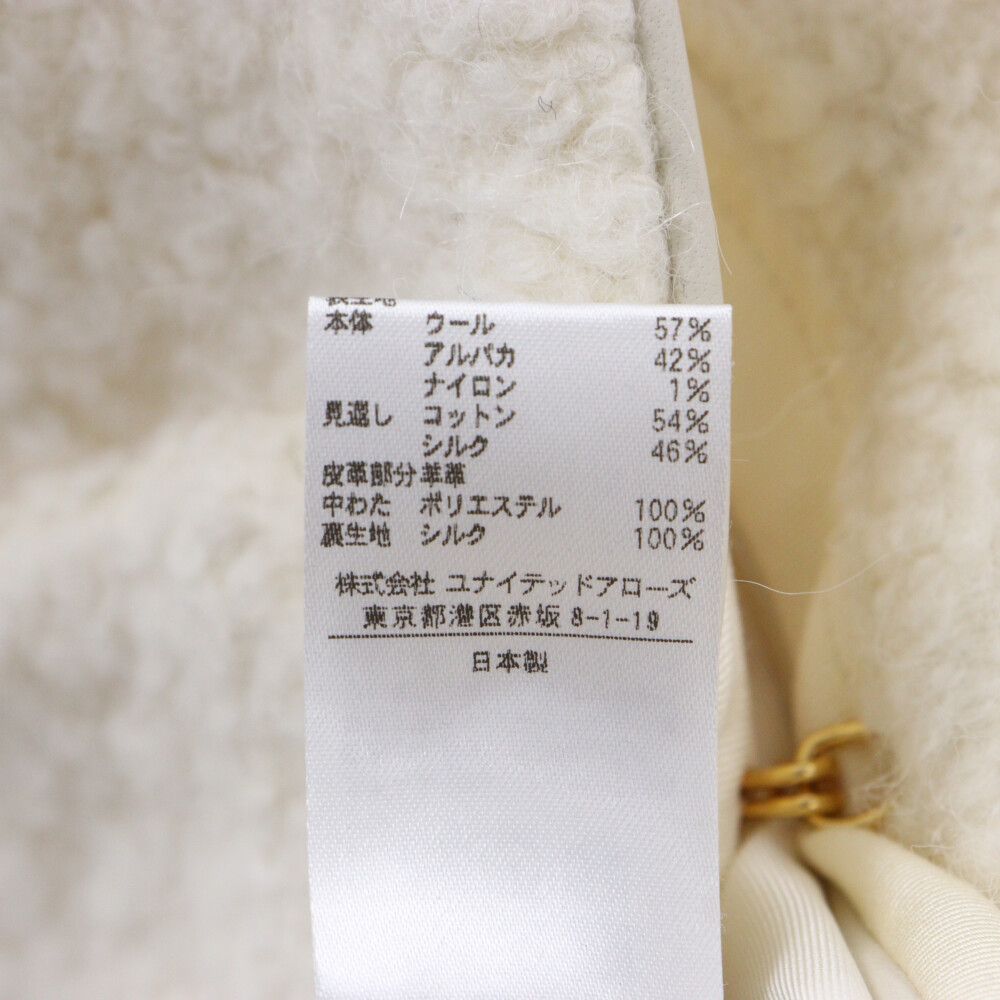 表生地
本体 ウール 57%
アルパカ 42%
ナイロン 1%
見返し コットン 54%
シルク 46%
皮革部分 羊革
中わた ポリエステル 100%
裏生地 シルク 100%
株式会社 ユナイテッドアローズ
東京都港区赤坂 8-1-19
日本製